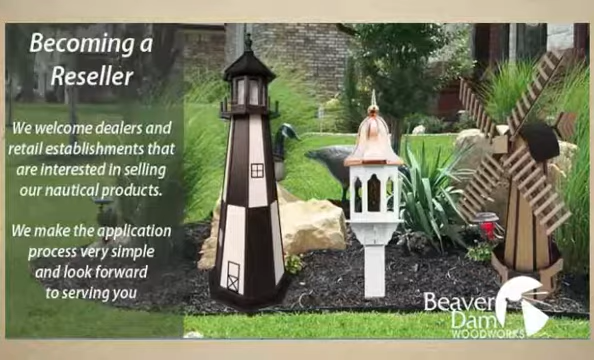 Becoming a
Reseller
We welcome dealers and
retail establishments that
are interested in selling
our nautical products.
We make the application
process very simple
and look forward
to serving you
Beaver
Dam
WOODWORKS